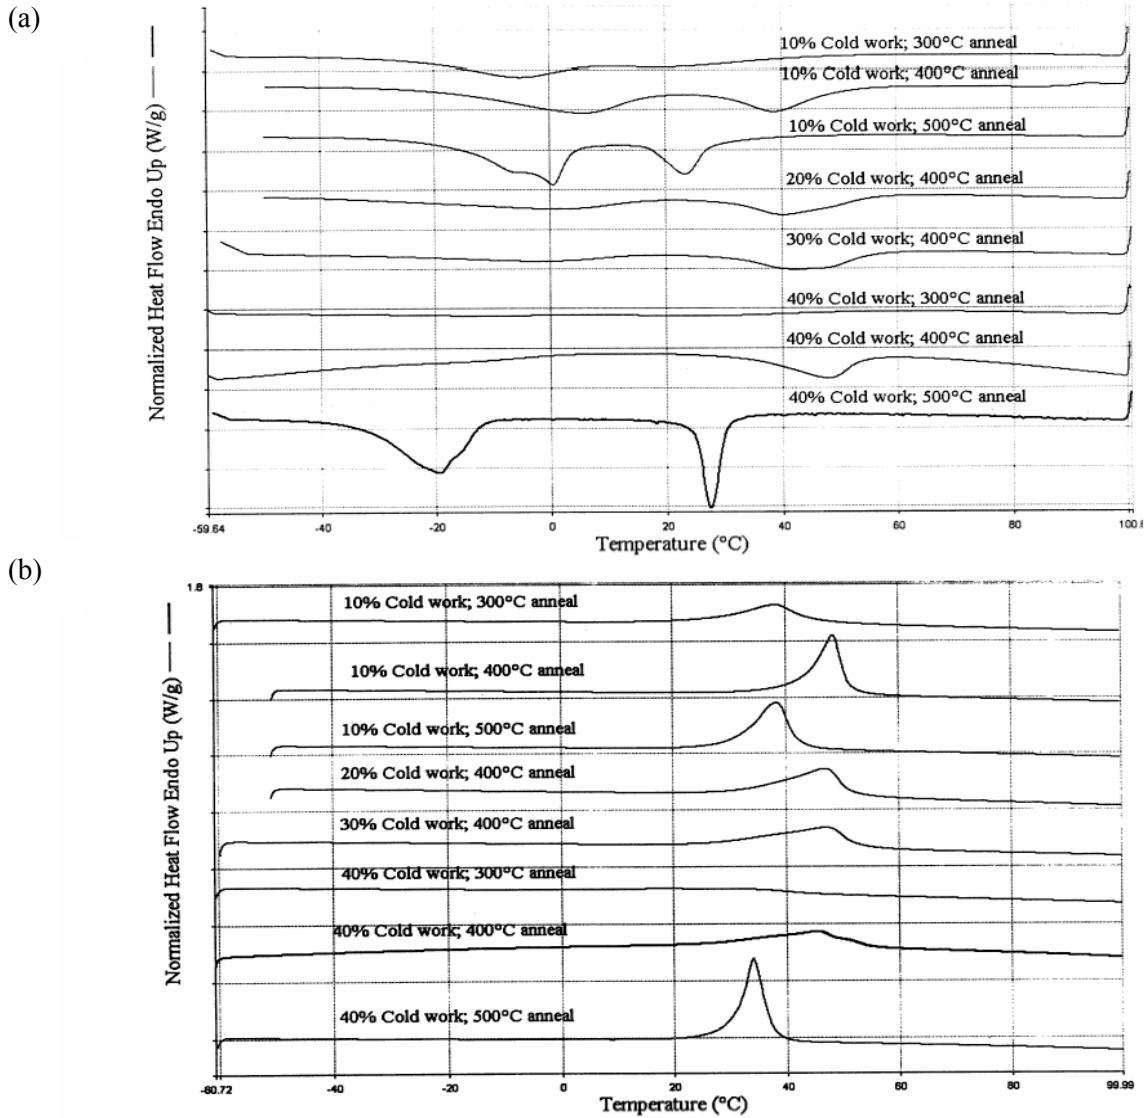 (a)
Normalized Heat Flow Endo Up (W/g)
10% Cold work; 300°C anneal
10% Cold work; 400°C anneal
10% Cold work; 500°C anneal
20% Cold work; 400°C anneal
30% Cold work; 400°C anneal
40% Cold work; 300°C anneal
40% Cold work; 400°C anneal
40% Cold work; 500°C anneal
-59.64 -40 -20 0 20 40 60 80
Temperature (°C)
(b)
1.8
Normalized Heat Flow Endo Up (W/g)
10% Cold work; 300°C anneal
10% Cold work; 400°C anneal
10% Cold work; 500°C anneal
20% Cold work; 400°C anneal
30% Cold work; 400°C anneal
40% Cold work; 300°C anneal
40% Cold work; 400°C anneal
40% Cold work; 500°C anneal
-60.72 -40 -20 0 20 40 60 80 99.99
Temperature (°C)